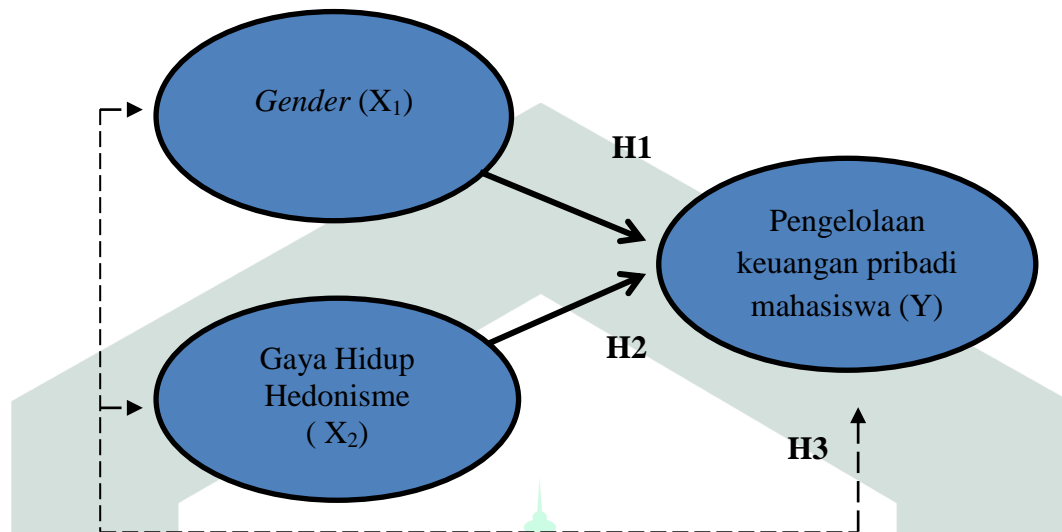 Gender (X₁)
H1
Pengelolaan
keuangan pribadi
mahasiswa (Y)
H2
Gaya Hidup
Hedonisme
( X₂)
H3